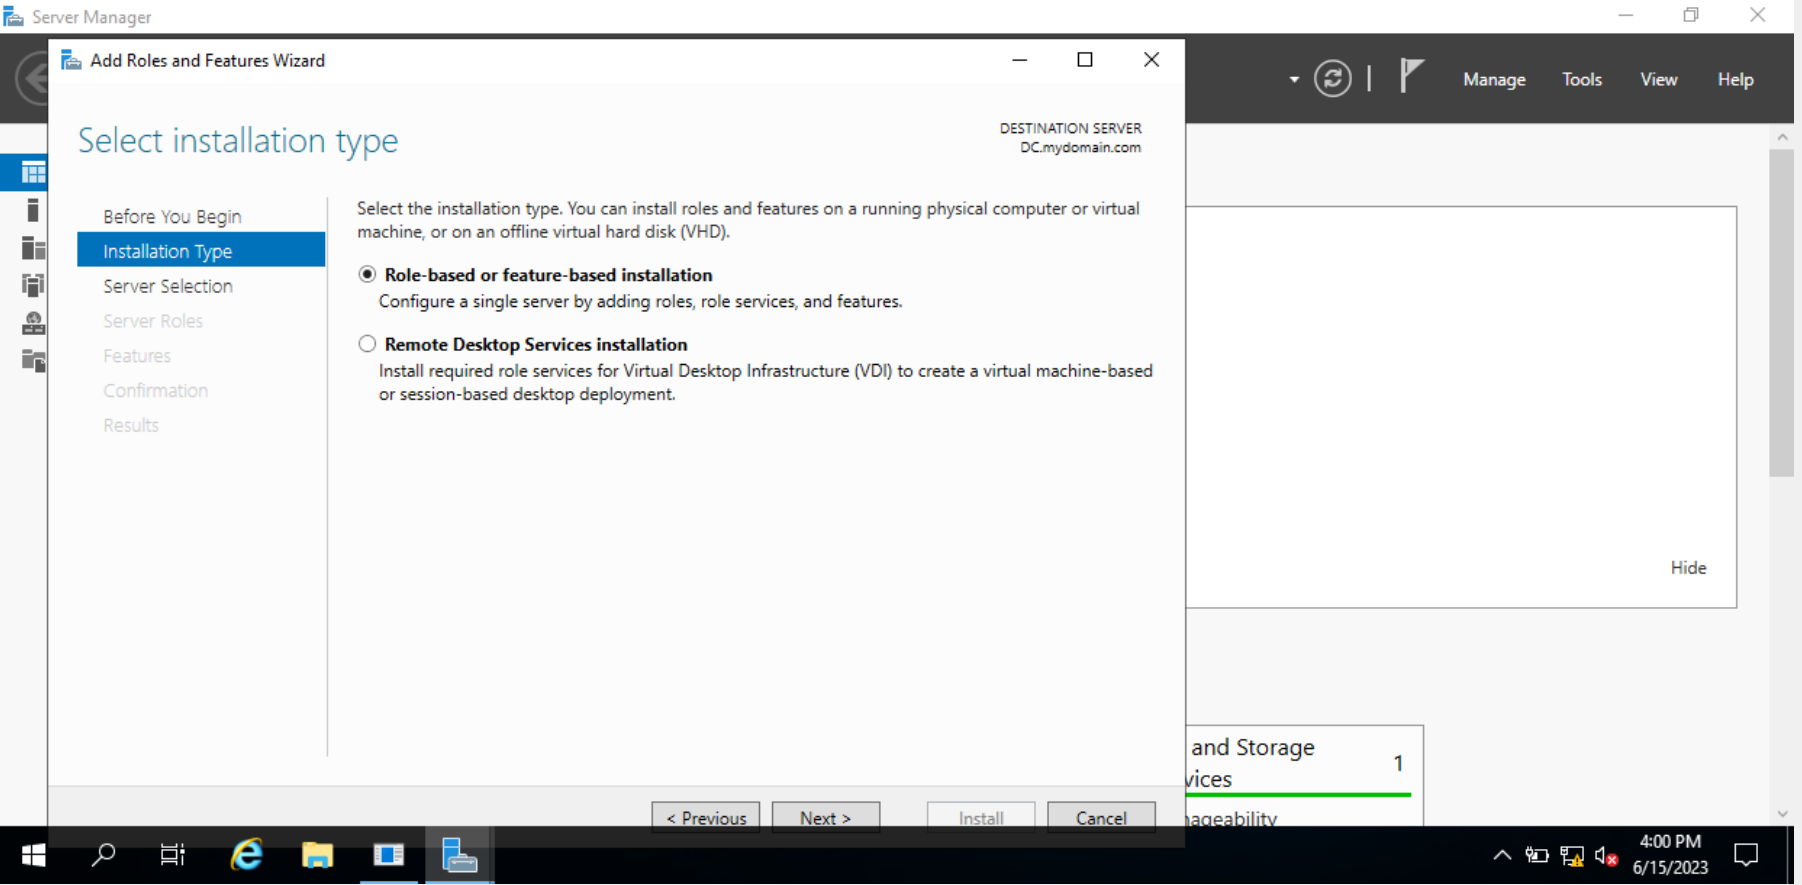 Server Manager
Add Roles and Features Wizard
Manage
Tools
View
Help
Select installation type
DESTINATION SERVER
DC.mydomain.com
Before You Begin
Installation Type
Server Selection
Server Roles
Features
Confirmation
Results
Select the installation type. You can install roles and features on a running physical computer or virtual
machine, or on an offline virtual hard disk (VHD).
Role-based or feature-based installation
Configure a single server by adding roles, role services, and features.
Remote Desktop Services installation
Install required role services for Virtual Desktop Infrastructure (VDI) to create a virtual machine-based
or session-based desktop deployment.
Hide
and Storage
vices
1
nageability
< Previous
Next >
Install
Cancel
4:00 PM
6/15/2023